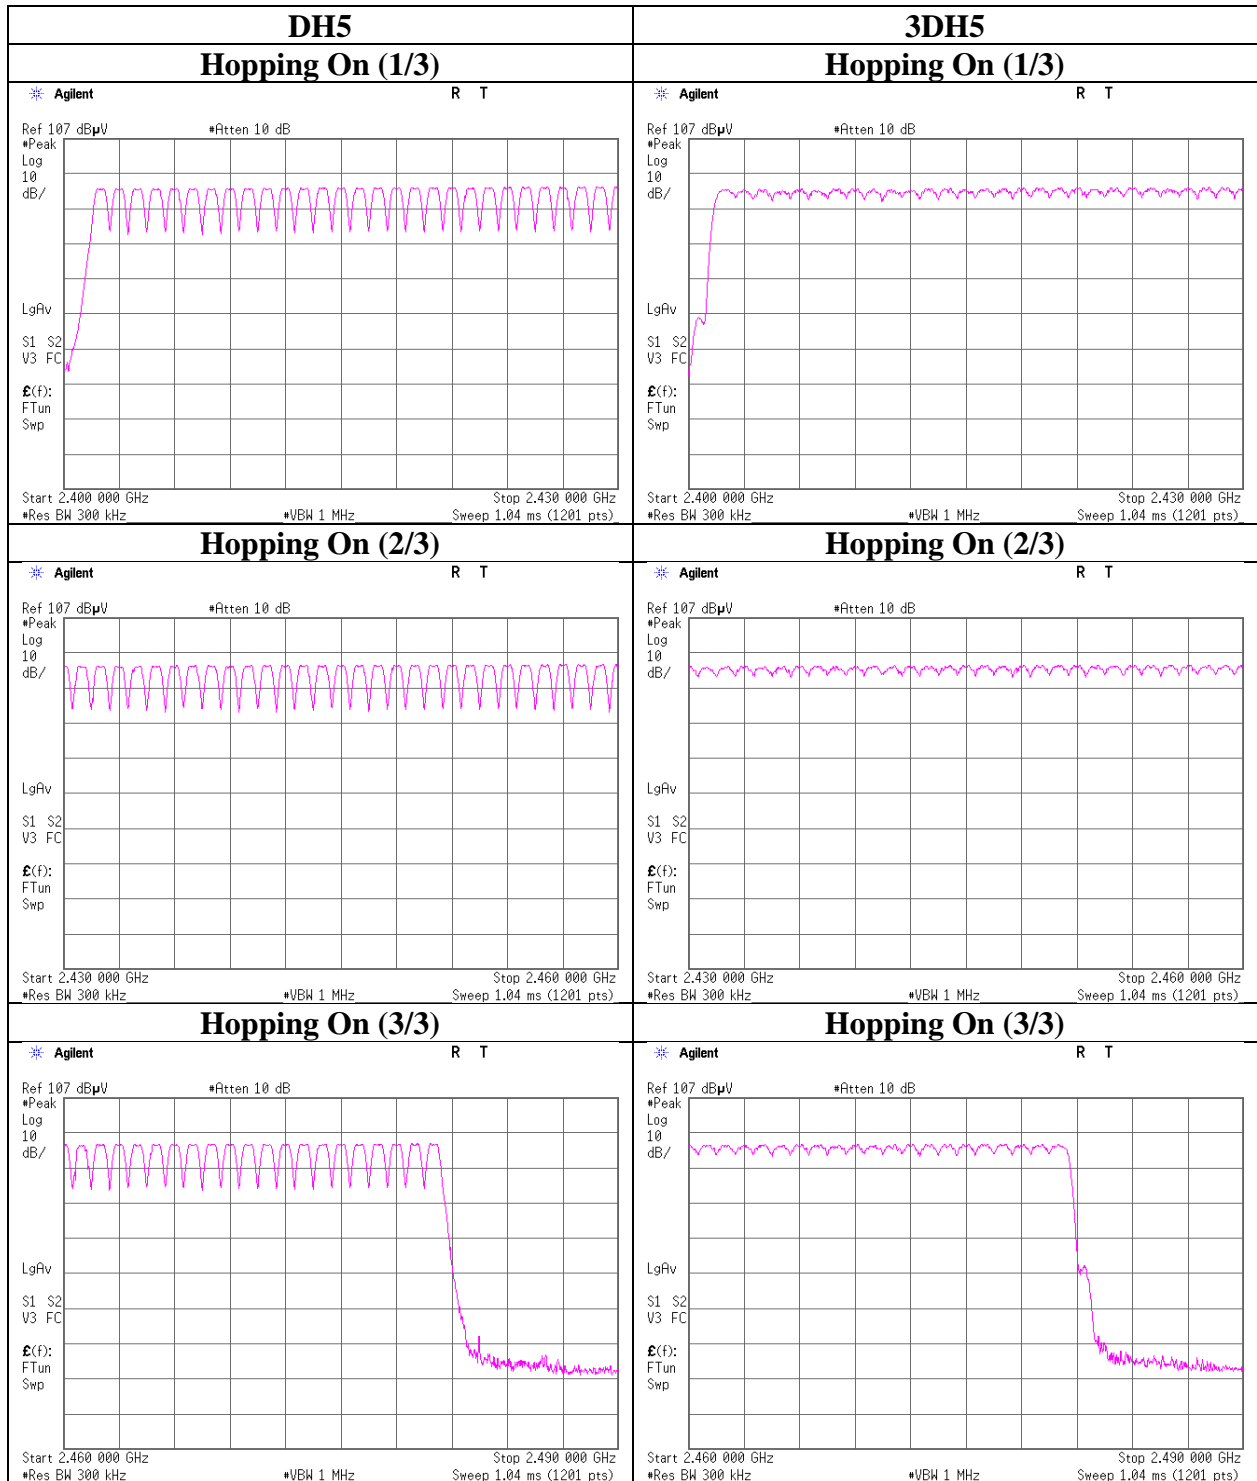 DH5 3DH5
Hopping On (1/3) Hopping On (1/3)
Agilent R T
Ref 107 dBµV #Atten 10 dB
#Peak
Log
10
dB/
LgAv
S1 S2
V3 FC
£(f):
FTun
Swp
Start 2.400 000 GHz Stop 2.430 000 GHz
#Res BW 300 kHz #VBW 1 MHz Sweep 1.04 ms (1201 pts)
Agilent R T
Ref 107 dBµV #Atten 10 dB
#Peak
Log
10
dB/
LgAv
S1 S2
V3 FC
£(f):
FTun
Swp
Start 2.400 000 GHz Stop 2.430 000 GHz
#Res BW 300 kHz #VBW 1 MHz Sweep 1.04 ms (1201 pts)
Hopping On (2/3) Hopping On (2/3)
Agilent R T
Ref 107 dBµV #Atten 10 dB
#Peak
Log
10
dB/
LgAv
S1 S2
V3 FC
£(f):
FTun
Swp
Start 2.430 000 GHz Stop 2.460 000 GHz
#Res BW 300 kHz #VBW 1 MHz Sweep 1.04 ms (1201 pts)
Agilent R T
Ref 107 dBµV #Atten 10 dB
#Peak
Log
10
dB/
LgAv
S1 S2
V3 FC
£(f):
FTun
Swp
Start 2.430 000 GHz Stop 2.460 000 GHz
#Res BW 300 kHz #VBW 1 MHz Sweep 1.04 ms (1201 pts)
Hopping On (3/3) Hopping On (3/3)
Agilent R T
Ref 107 dBµV #Atten 10 dB
#Peak
Log
10
dB/
LgAv
S1 S2
V3 FC
£(f):
FTun
Swp
Start 2.460 000 GHz Stop 2.490 000 GHz
#Res BW 300 kHz #VBW 1 MHz Sweep 1.04 ms (1201 pts)
Agilent R T
Ref 107 dBµV #Atten 10 dB
#Peak
Log
10
dB/
LgAv
S1 S2
V3 FC
£(f):
FTun
Swp
Start 2.460 000 GHz Stop 2.490 000 GHz
#Res BW 300 kHz #VBW 1 MHz Sweep 1.04 ms (1201 pts)